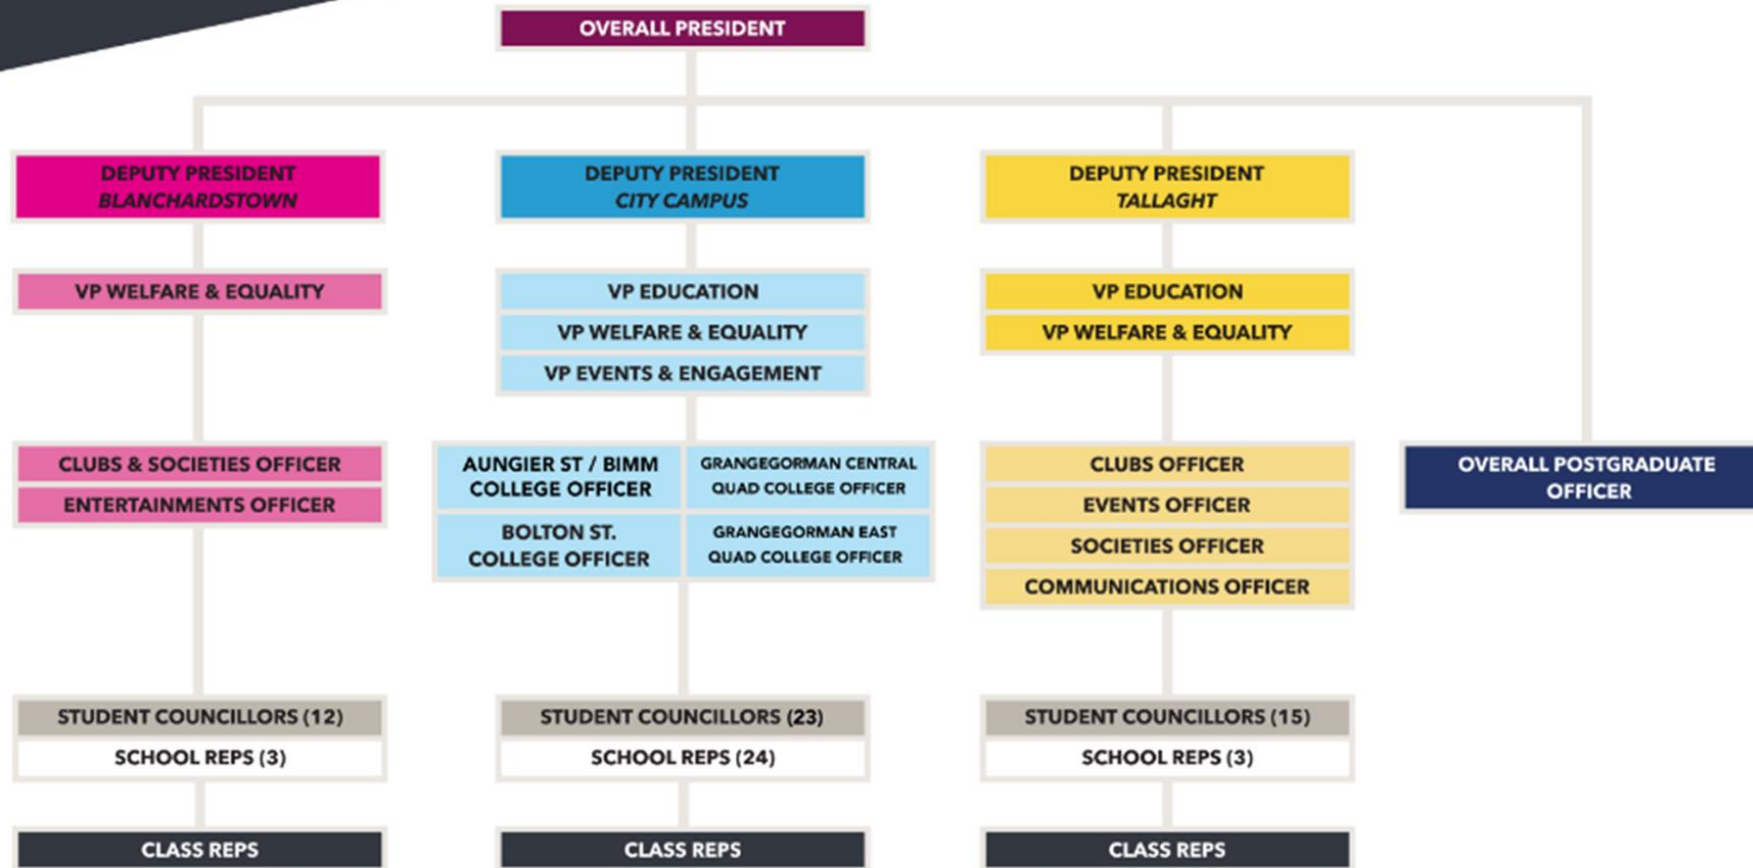 OVERALL PRESIDENT
DEPUTY PRESIDENT
BLANCHARDSTOWN
DEPUTY PRESIDENT
CITY CAMPUS
DEPUTY PRESIDENT
TALLAGHT
VP WELFARE & EQUALITY
VP EDUCATION
VP WELFARE & EQUALITY
VP EVENTS & ENGAGEMENT
VP EDUCATION
VP WELFARE & EQUALITY
CLUBS & SOCIETIES OFFICER
ENTERTAINMENTS OFFICER
AUNGIER ST / BIMM
COLLEGE OFFICER
GRANGEGORMAN CENTRAL
QUAD COLLEGE OFFICER
BOLTON ST.
COLLEGE OFFICER
GRANGEGORMAN EAST
QUAD COLLEGE OFFICER
CLUBS OFFICER
EVENTS OFFICER
SOCIETIES OFFICER
COMMUNICATIONS OFFICER
OVERALL POSTGRADUATE
OFFICER
STUDENT COUNCILLORS (12)
SCHOOL REPS (3)
STUDENT COUNCILLORS (23)
SCHOOL REPS (24)
STUDENT COUNCILLORS (15)
SCHOOL REPS (3)
CLASS REPS
CLASS REPS
CLASS REPS